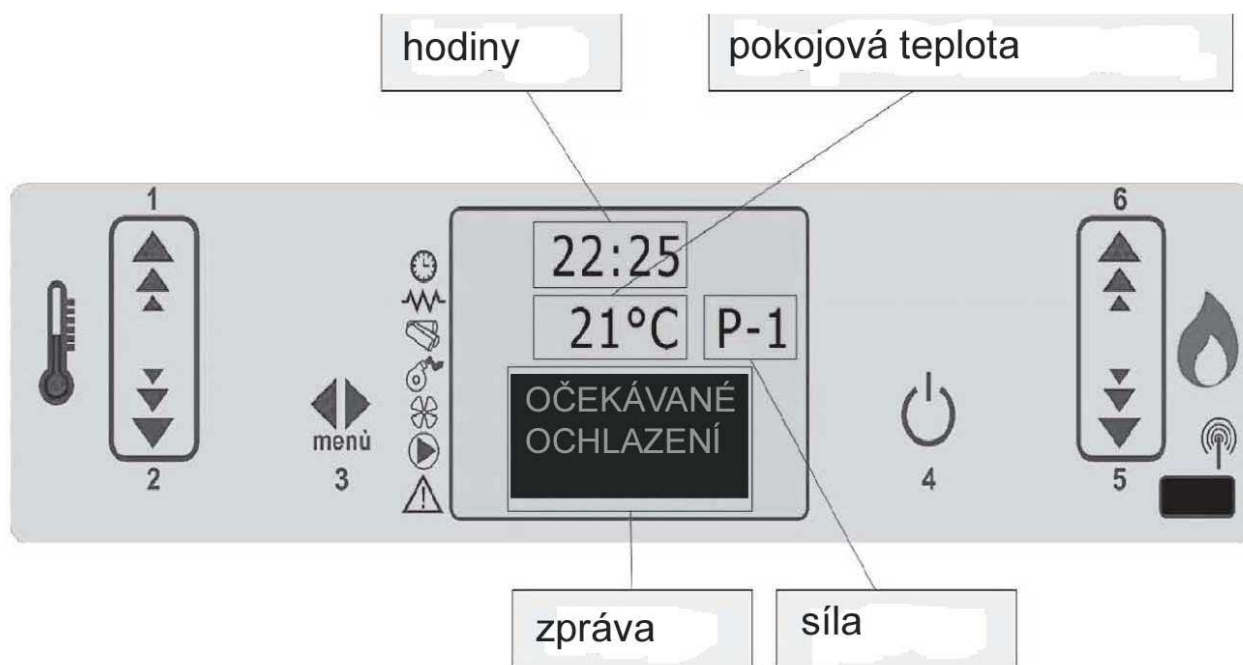 hodiny
pokojová teplota
1
6
22:25
21°C
P-1
OČEKÁVANÉ
OCHLAZENÍ
menù
2
3
4
5
zpráva
síla